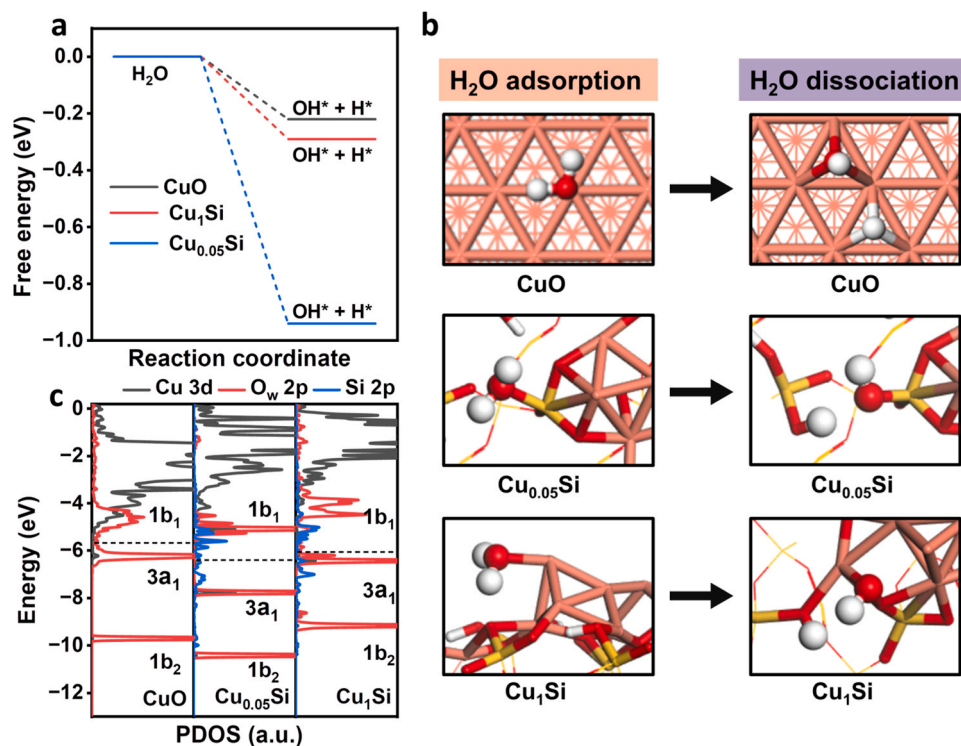 a
Free energy (eV)
0.0
−0.2
−0.4
−0.6
−0.8
−1.0
H₂O
OH* + H*
OH* + H*
OH* + H*
CuO
Cu₁Si
Cu₀.₀₅Si
Reaction coordinate
b
H₂O adsorption
H₂O dissociation
CuO
CuO
Cu₀.₀₅Si
Cu₀.₀₅Si
Cu₁Si
Cu₁Si
c
Cu 3d
O_w 2p
Si 2p
Energy (eV)
0
−2
−4
−6
−8
−10
−12
1b₁
3a₁
1b₂
CuO
1b₁
3a₁
1b₂
Cu₀.₀₅Si
1b₁
3a₁
1b₂
Cu₁Si
PDOS (a.u.)